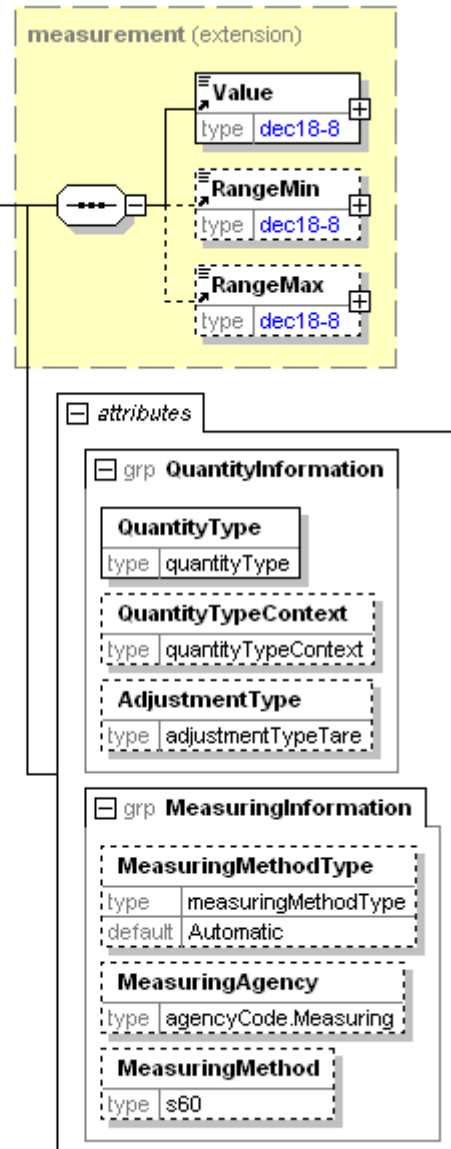 measurement (extension)
Value
type dec18-8
RangeMin
type dec18-8
RangeMax
type dec18-8
attributes
grp QuantityInformation
QuantityType
type quantityType
QuantityTypeContext
type quantityTypeContext
AdjustmentType
type adjustmentTypeTare
grp MeasuringInformation
MeasuringMethodType
type measuringMethodType
default Automatic
MeasuringAgency
type agencyCode.Measuring
MeasuringMethod
type s60